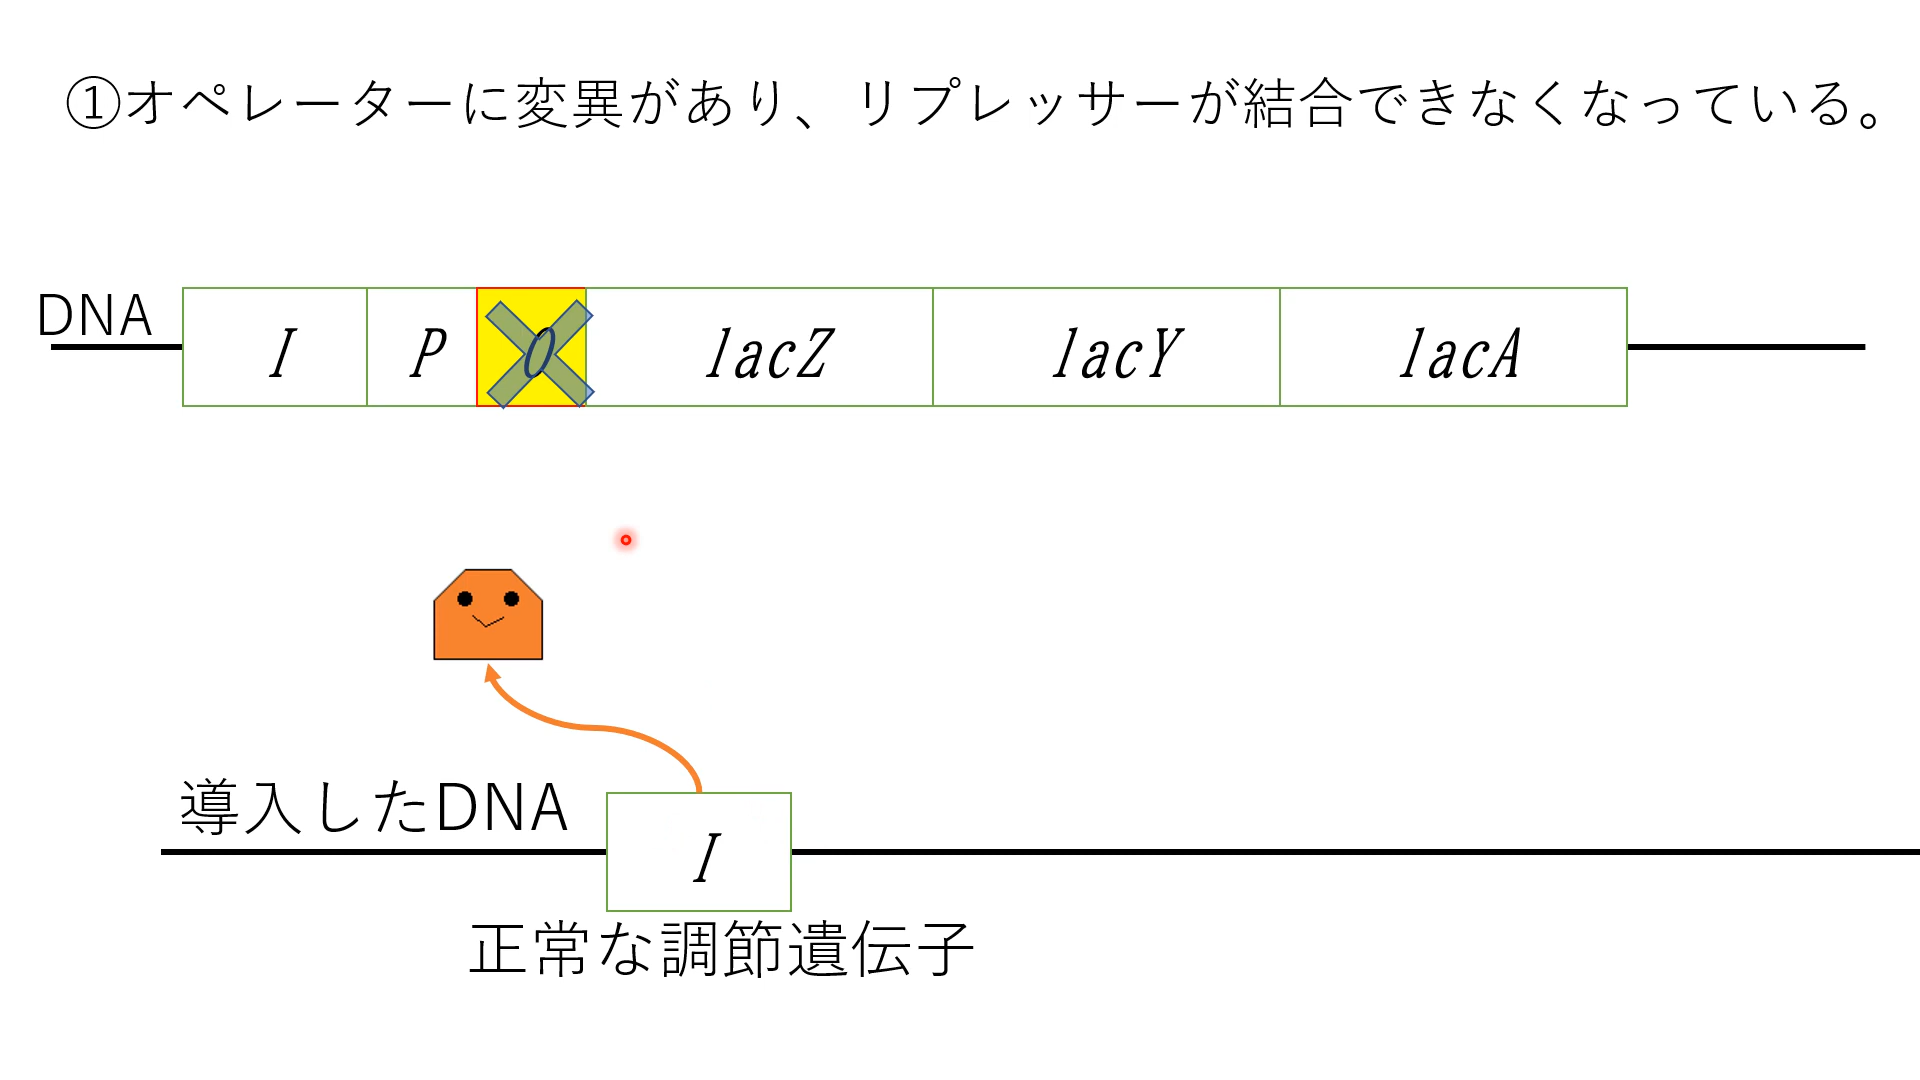 ①オペレーターに変異があり、リプレッサーが結合できなくなっている。
DNA
I P O lacZ lacY lacA
導入したDNA
I
正常な調節遺伝子